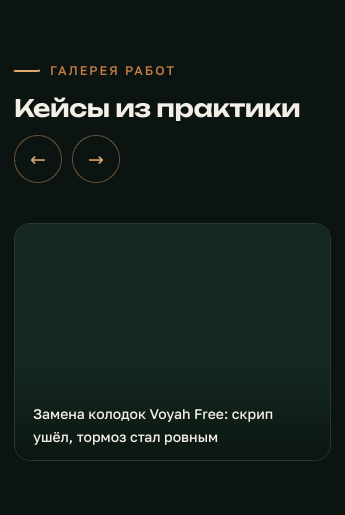 ГАЛЕРЕЯ РАБОТ
Кейсы из практики
← →
Замена колодок Voyah Free: скрип
ушёл, тормоз стал ровным